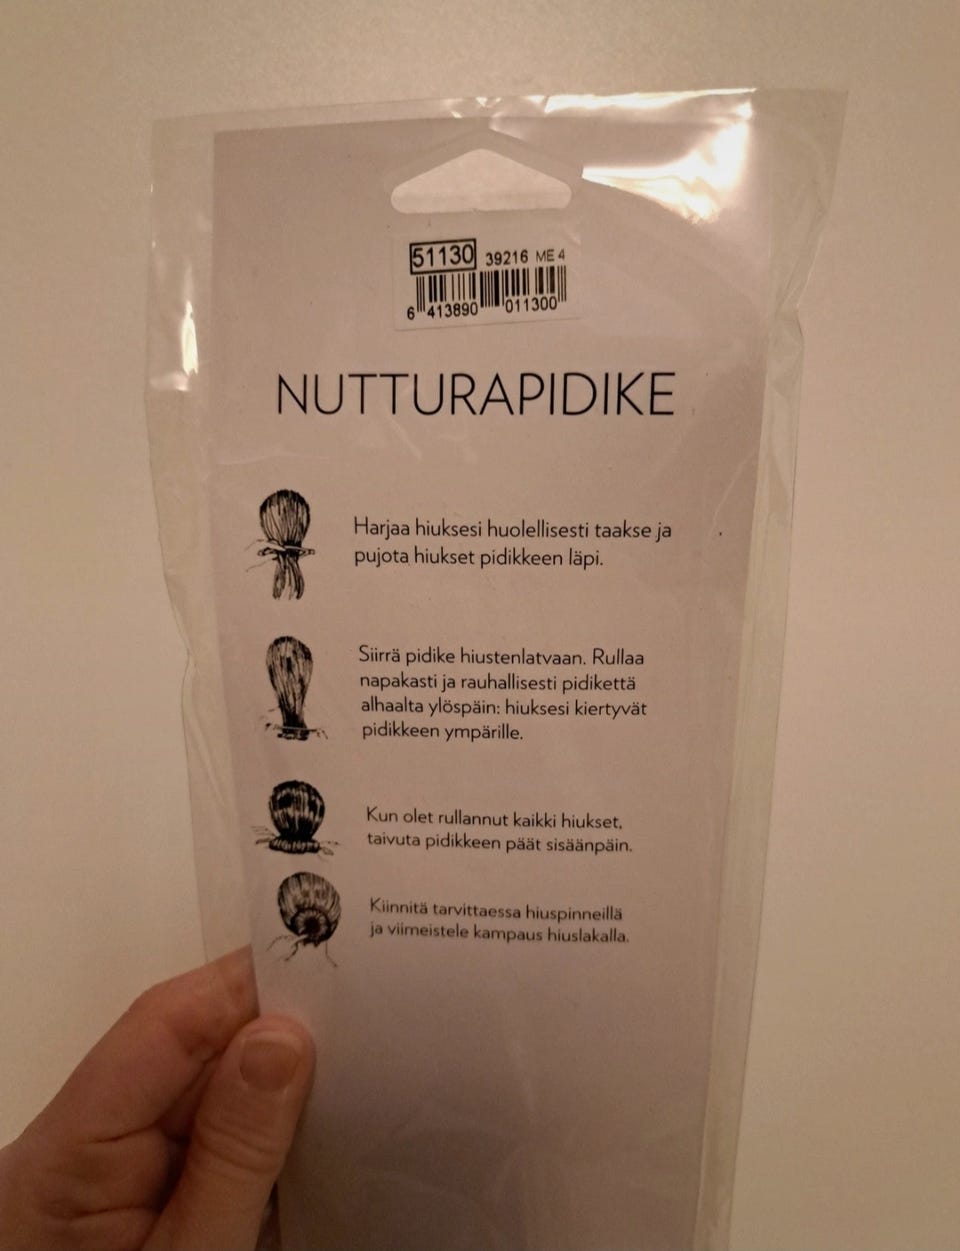 51130 39216 ME 4
6 413890 011300
NUTTURAPIDIKE
Harjaa hiuksesi huolellisesti taakse ja
pujota hiukset pidikkeen läpi.
Siirrä pidike hiustenlatvaan. Rullaa
napakasti ja rauhallisesti pidikettä
alhaalta ylöspäin: hiuksesi kiertyvät
pidikkeen ympärille.
Kun olet rullannut kaikki hiukset,
taivuta pidikkeen päät sisäänpäin.
Kiinnitä tarvittaessa hiuspinneillä
ja viimeistele kampaus hiuslakalla.